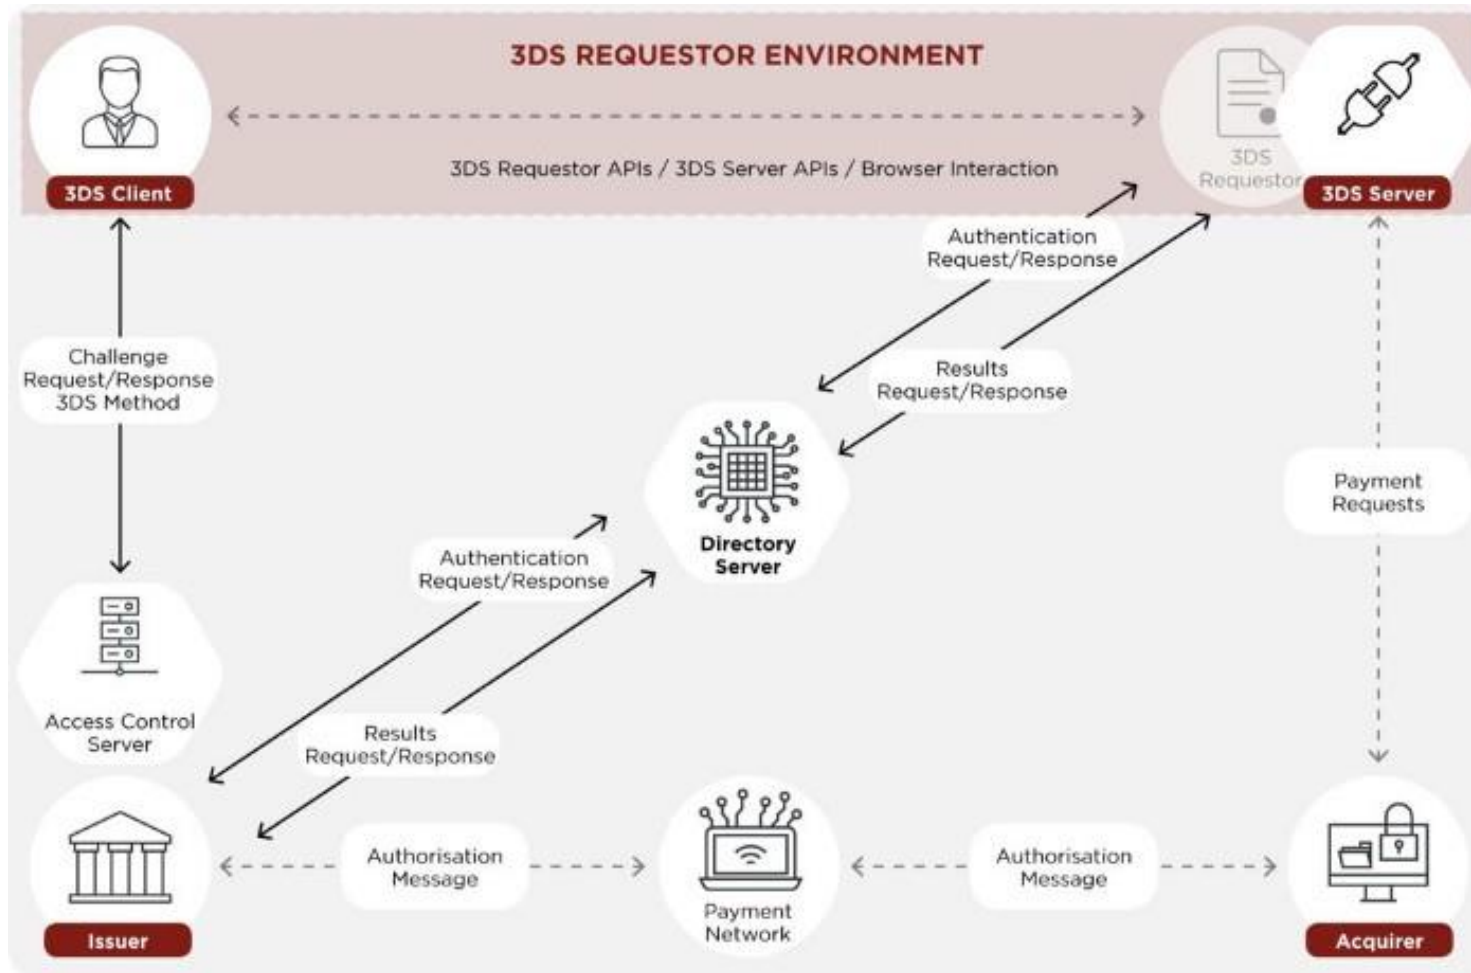 3DS REQUESTOR ENVIRONMENT
3DS Client
3DS Requestor APIs / 3DS Server APIs / Browser Interaction
3DS
Requestor
3DS Server
Authentication
Request/Response
Results
Request/Response
Challenge
Request/Response
3DS Method
Payment
Requests
Directory
Server
Authentication
Request/Response
Access Control
Server
Results
Request/Response
Authorisation
Message
Payment
Network
Authorisation
Message
Issuer
Acquirer